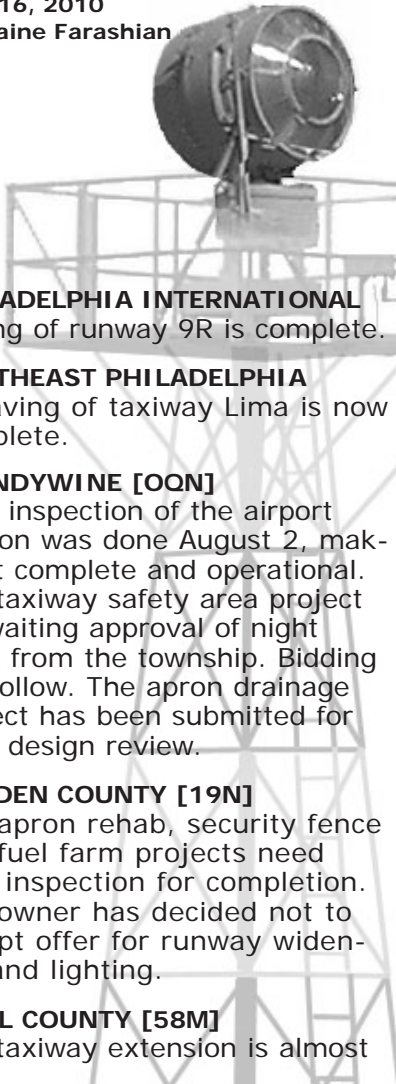 16, 2010
aine Farashian
ADELPHIA INTERNATIONAL
ng of runway 9R is complete.
THEAST PHILADELPHIA
aving of taxiway Lima is now
plete.
NDYWINE [OQN]
inspection of the airport
on was done August 2, mak-
t complete and operational.
taxiway safety area project
waiting approval of night
from the township. Bidding
ollow. The apron drainage
ect has been submitted for
design review.
DEN COUNTY [19N]
apron rehab, security fence
fuel farm projects need
inspection for completion.
owner has decided not to
pt offer for runway widen-
and lighting.
L COUNTY [58M]
taxiway extension is almost